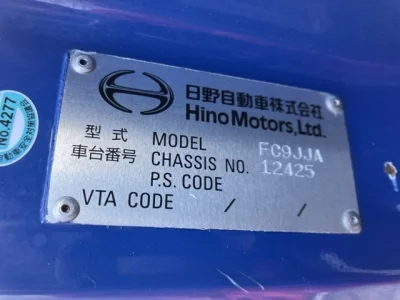 日野自動車株式会社
Hino Motors, Ltd.
型式 MODEL FC9JJA
車台番号 CHASSIS NO. 12425
P.S. CODE
VTA CODE / /
No.4277